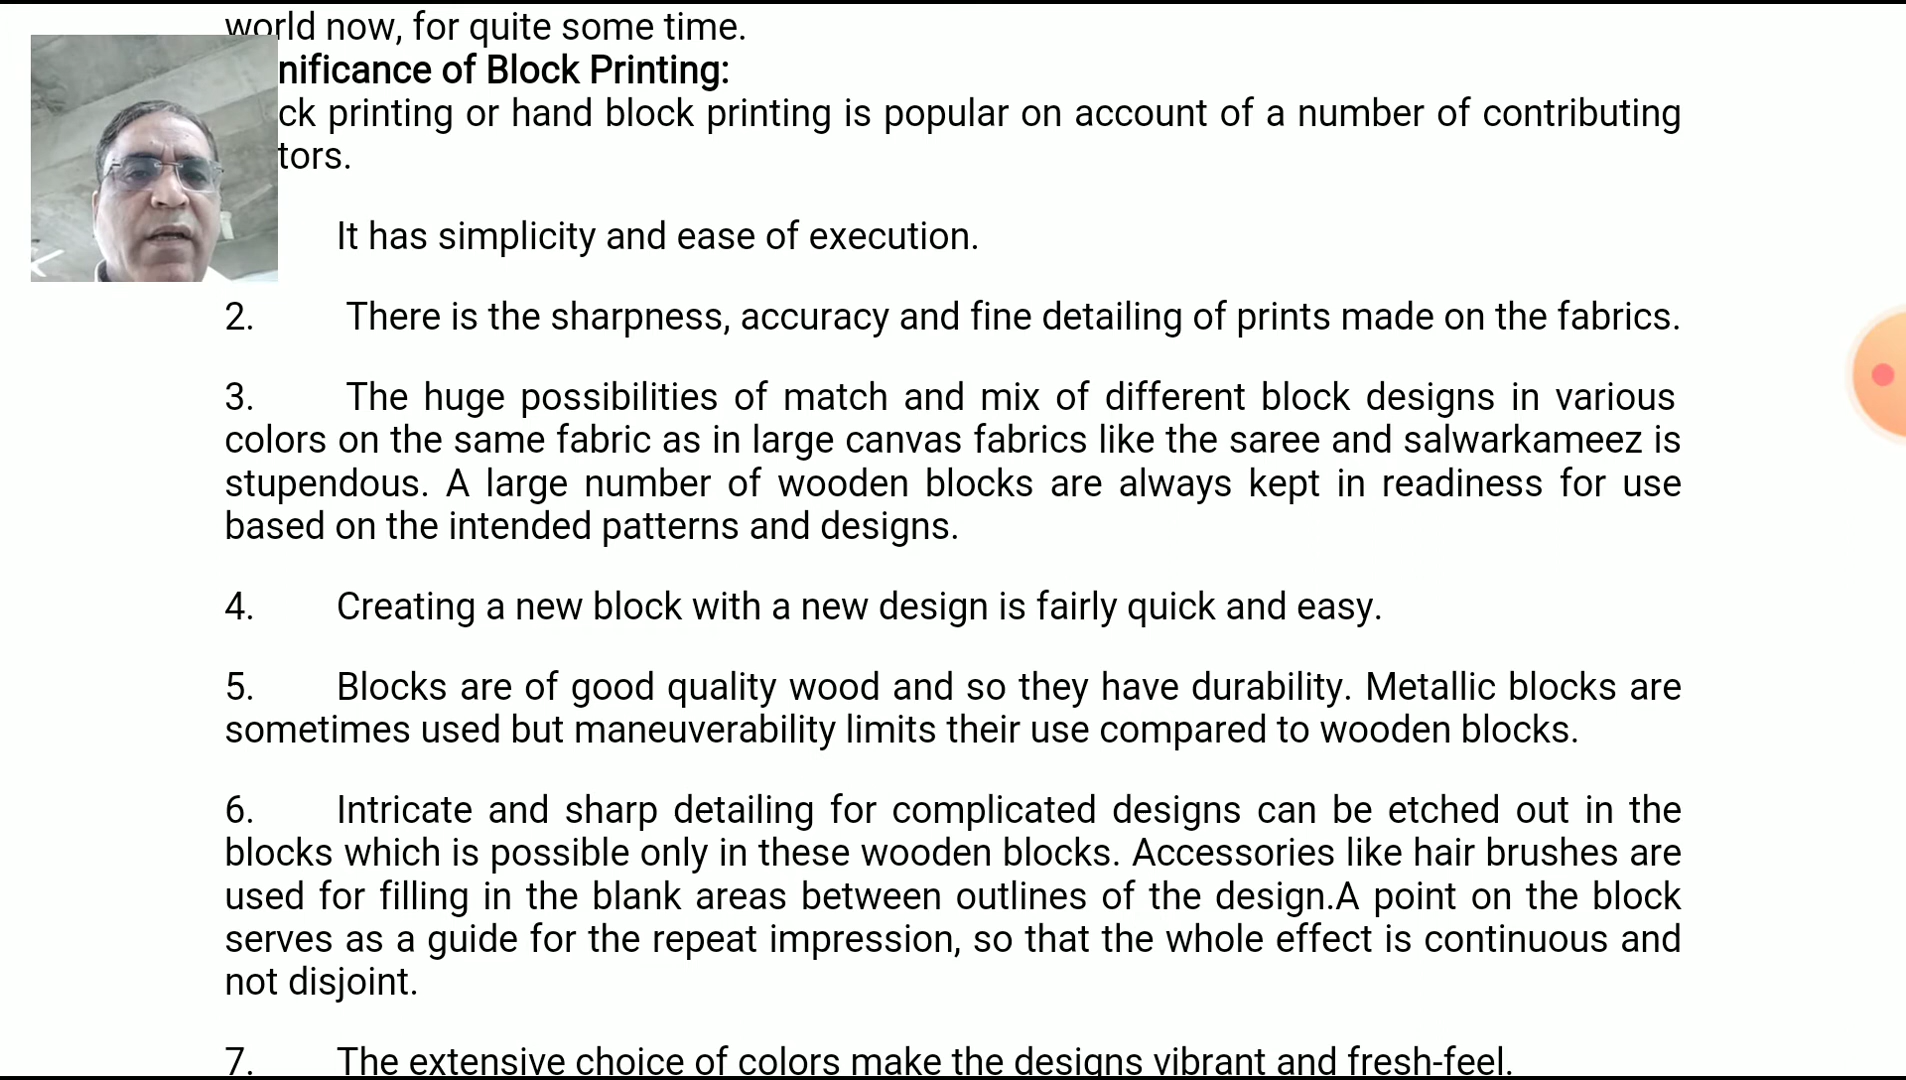 world now, for quite some time.
nificance of Block Printing:
ck printing or hand block printing is popular on account of a number of contributing
tors.
It has simplicity and ease of execution.
2. There is the sharpness, accuracy and fine detailing of prints made on the fabrics.
3. The huge possibilities of match and mix of different block designs in various
colors on the same fabric as in large canvas fabrics like the saree and salwarkameez is
stupendous. A large number of wooden blocks are always kept in readiness for use
based on the intended patterns and designs.
4. Creating a new block with a new design is fairly quick and easy.
5. Blocks are of good quality wood and so they have durability. Metallic blocks are
sometimes used but maneuverability limits their use compared to wooden blocks.
6. Intricate and sharp detailing for complicated designs can be etched out in the
blocks which is possible only in these wooden blocks. Accessories like hair brushes are
used for filling in the blank areas between outlines of the design.A point on the block
serves as a guide for the repeat impression, so that the whole effect is continuous and
not disjoint.
7. The extensive choice of colors make the designs vibrant and fresh-feel.